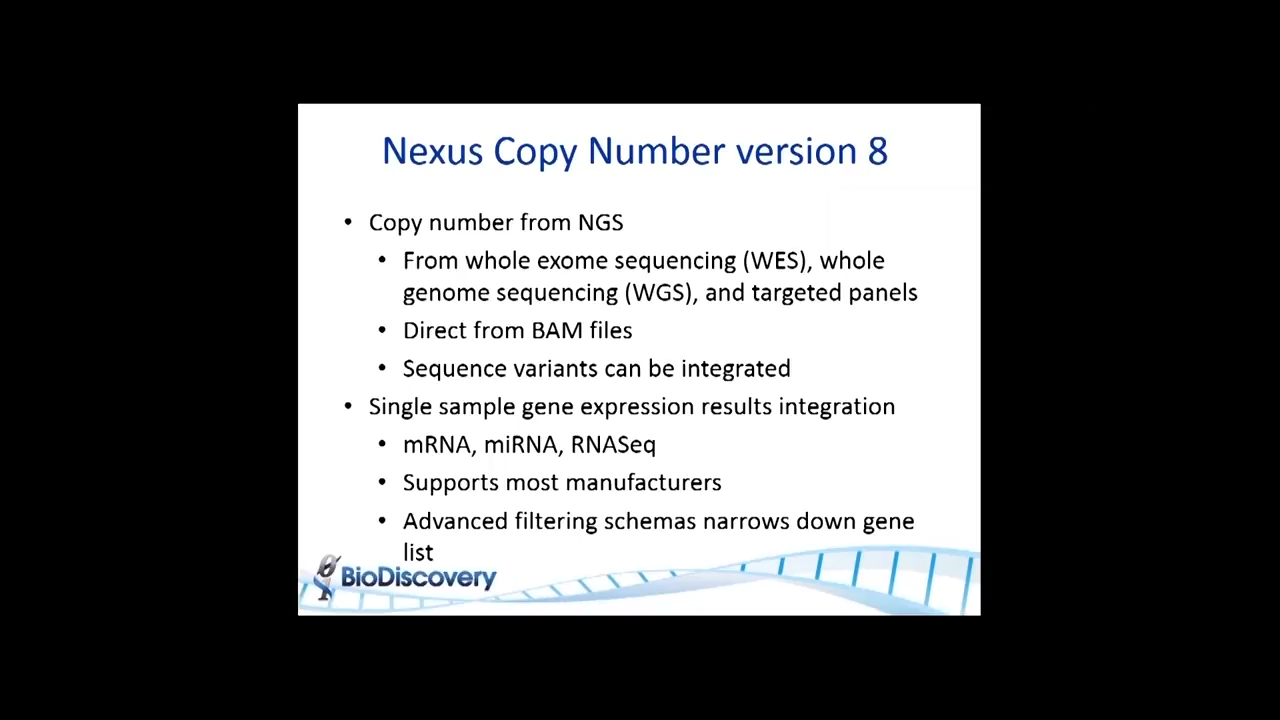 Nexus Copy Number version 8
• Copy number from NGS
• From whole exome sequencing (WES), whole
genome sequencing (WGS), and targeted panels
• Direct from BAM files
• Sequence variants can be integrated
• Single sample gene expression results integration
• mRNA, miRNA, RNASeq
• Supports most manufacturers
• Advanced filtering schemas narrows down gene
list
BioDiscovery